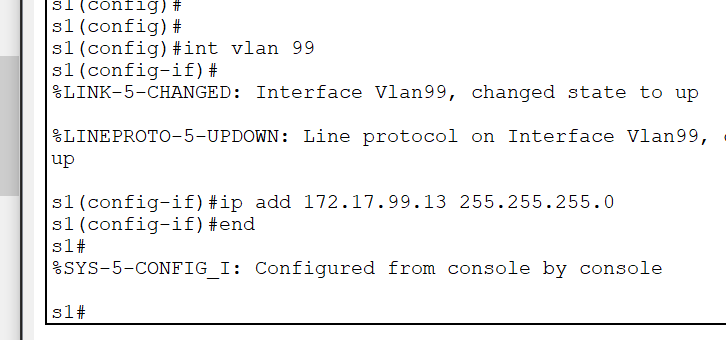 s1(config)#
s1(config)#
s1(config)#int vlan 99
s1(config-if)#
%LINK-5-CHANGED: Interface Vlan99, changed state to up
%LINEPROTO-5-UPDOWN: Line protocol on Interface Vlan99,
up
s1(config-if)#ip add 172.17.99.13 255.255.255.0
s1(config-if)#end
s1#
%SYS-5-CONFIG_I: Configured from console by console
s1#